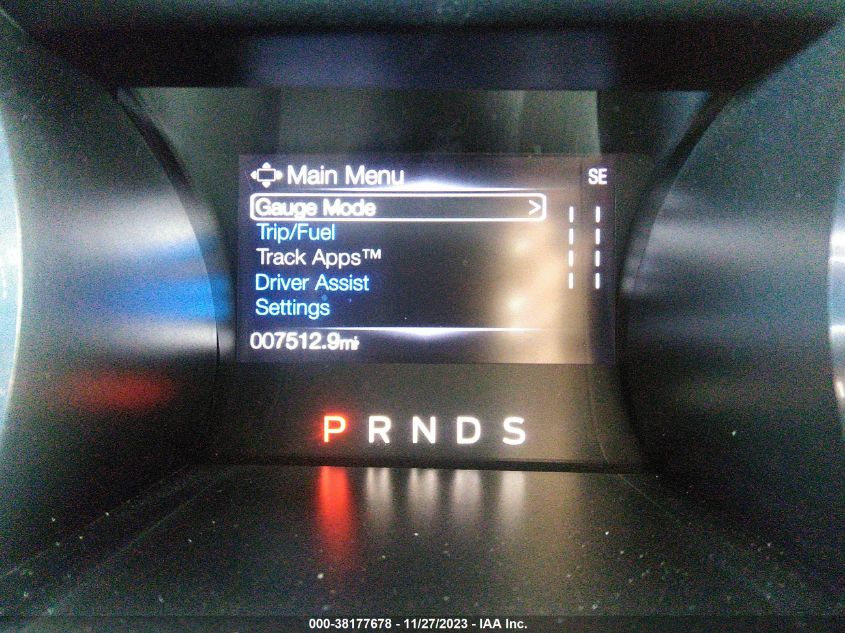 Main Menu SE
Gauge Mode >
Trip/Fuel
Track Apps™
Driver Assist
Settings
007512.9mi
P R N D S
000-38177678 - 11/27/2023 - IAA Inc.